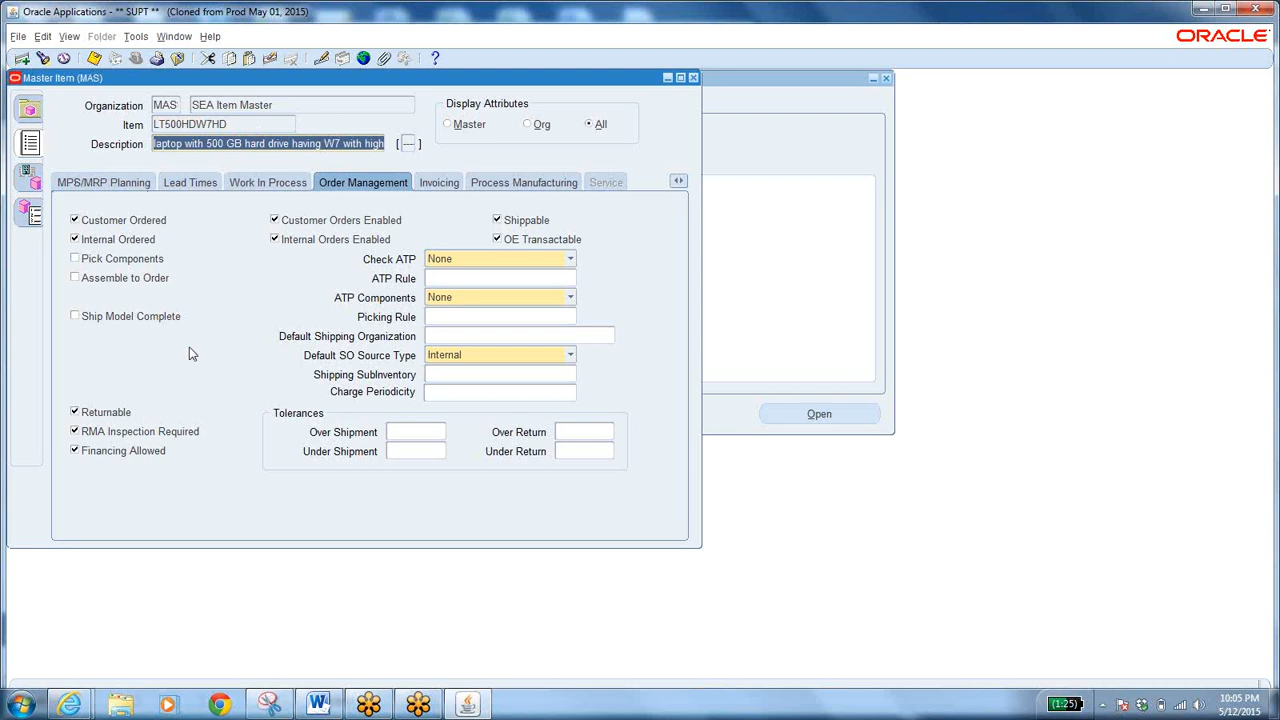 Oracle Applications - ** SUPT ** (Cloned from Prod May 01, 2015)
File Edit View Folder Tools Window Help
ORACLE
Master Item (MAS)
Organization MAS SEA Item Master
Item LT500HDW7HD
Description laptop with 500 GB hard drive having W7 with high [ ---- ]
Display Attributes
Master Org All
MPS/MRP Planning Lead Times Work In Process Order Management Invoicing Process Manufacturing Service
Customer Ordered Customer Orders Enabled Shippable
Internal Ordered Internal Orders Enabled OE Transactable
Pick Components Check ATP None
Assemble to Order ATP Rule
ATP Components None
Ship Model Complete Picking Rule
Default Shipping Organization
Default SO Source Type Internal
Shipping SubInventory
Charge Periodicity
Returnable Tolerances
RMA Inspection Required Over Shipment Over Return
Financing Allowed Under Shipment Under Return
Open
(1:25) 10:05 PM
5/12/2015